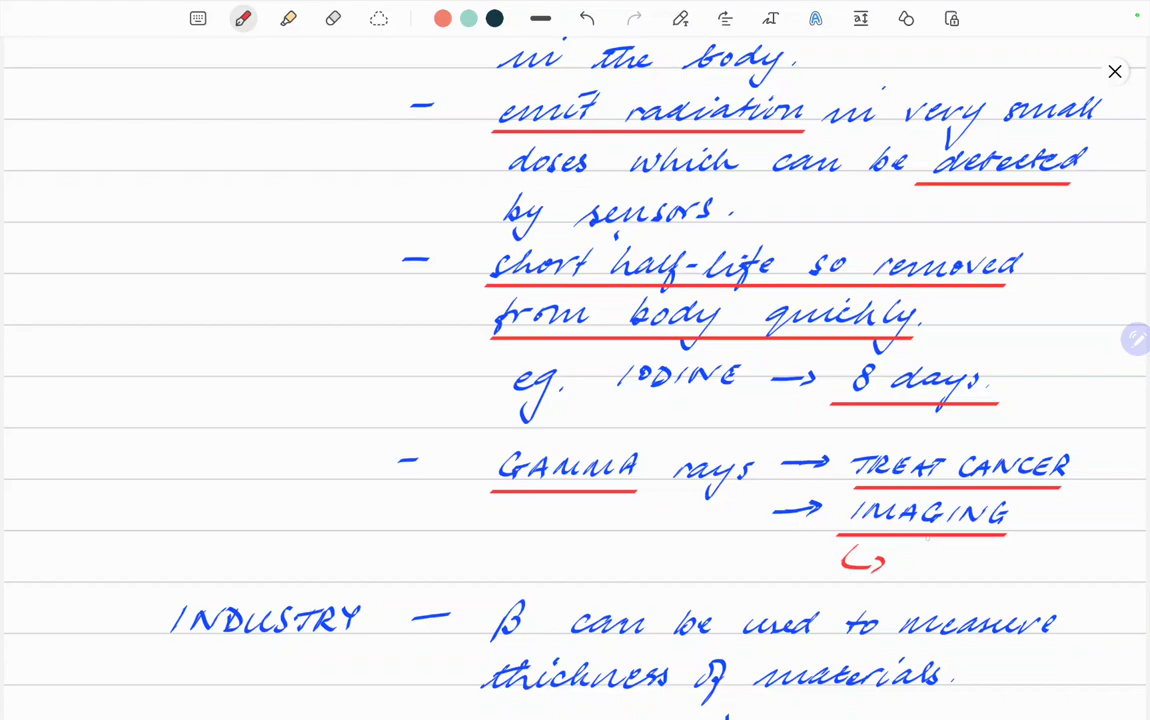 in the body.
- emit radiation in very small
doses which can be detected
by sensors.
- short half-life so removed
from body quickly.
eg. IODINE → 8 days.
- GAMMA rays → TREAT CANCER
→ IMAGING
INDUSTRY - β can be used to measure
thickness of materials.